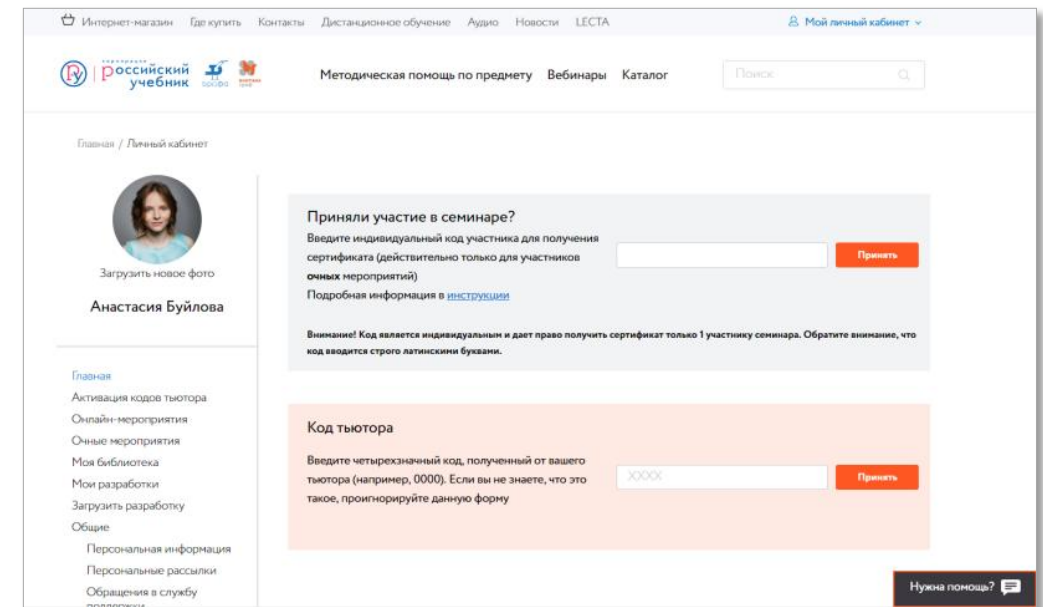 Интернет-магазин Где купить Контакты Дистанционное обучение Аудио Новости LECTA Мой личный кабинет
корпорация
российский
учебник
Методическая помощь по предмету Вебинары Каталог Поиск
Главная / Личный кабинет
Загрузить новое фото
Анастасия Буйлова
Главная
Активация кодов тьютора
Онлайн-мероприятия
Очные мероприятия
Моя библиотека
Мои разработки
Загрузить разработку
Общие
Персональная информация
Персональные рассылки
Обращения в службу
поддержки
Приняли участие в семинаре?
Введите индивидуальный код участника для получения
сертификата (действительно только для участников
очных мероприятий)
Подробная информация в инструкции
Принять
Внимание! Код является индивидуальным и дает право получить сертификат только 1 участнику семинара. Обратите внимание, что
код вводится строго латинскими буквами.
Код тьютора
Введите четырехзначный код, полученный от вашего
тьютора (например, 0000). Если вы не знаете, что это
такое, проигнорируйте данную форму
XXXX
Принять
Нужна помощь?